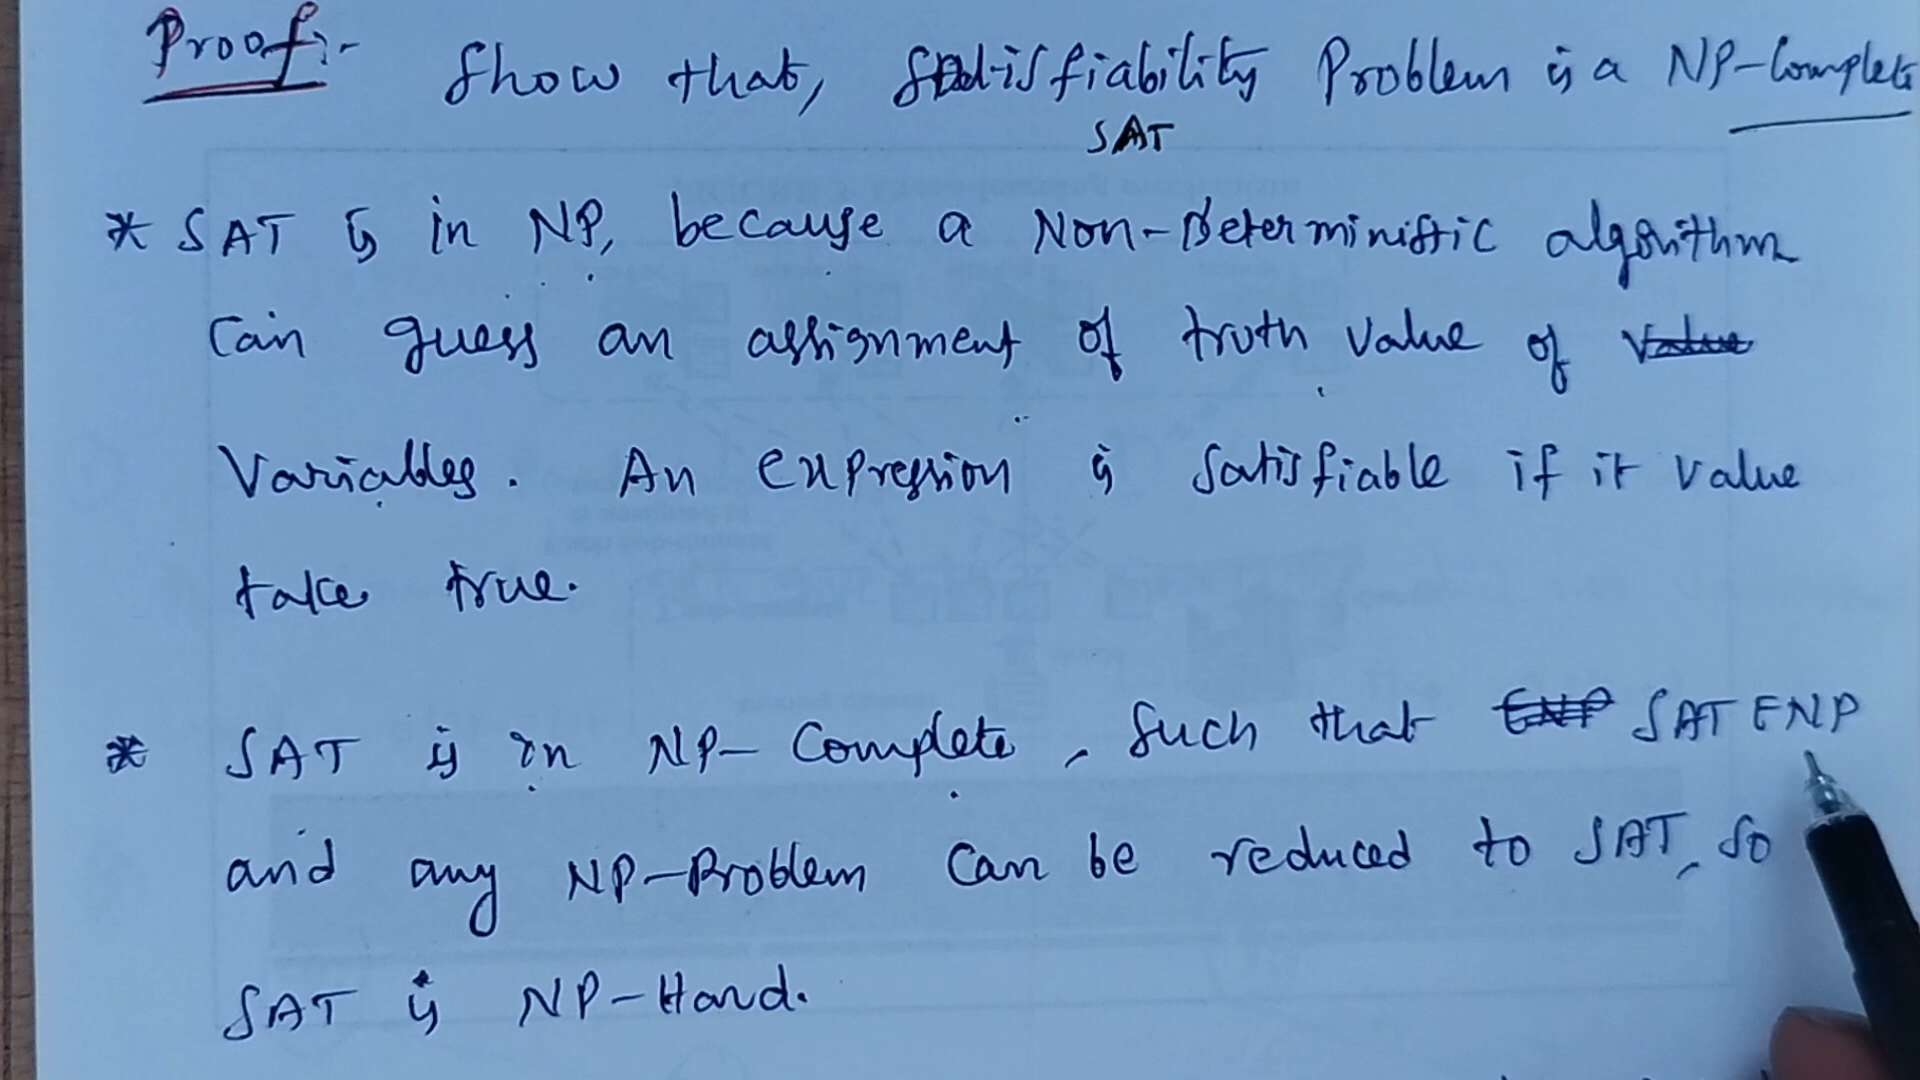 Proof:- Show that, Satisfiability Problem is a NP-Complete
SAT
* SAT is in NP, because a Non-Deterministic algorithm
Can guess an assignment of truth value of value
Variables. An expression is satisfiable if it value
take true.
* SAT is in NP-Complete, such that ∈NP SAT ∈NP
and any NP-Problem can be reduced to SAT, so
SAT is NP-Hard.